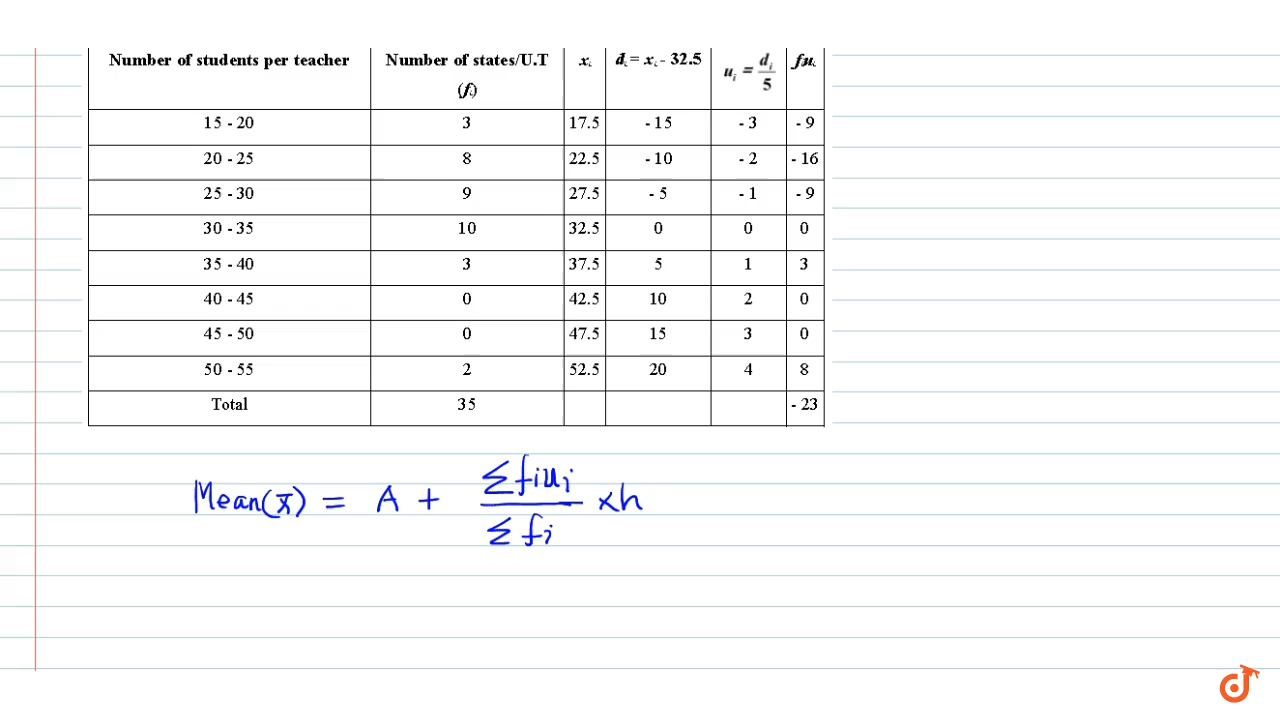 Number of students per teacher Number of states/U.T (fᵢ) xᵢ dᵢ = xᵢ - 32.5 uᵢ = dᵢ/5 fᵢuᵢ
15 - 20 3 17.5 - 15 - 3 - 9
20 - 25 8 22.5 - 10 - 2 - 16
25 - 30 9 27.5 - 5 - 1 - 9
30 - 35 10 32.5 0 0 0
35 - 40 3 37.5 5 1 3
40 - 45 0 42.5 10 2 0
45 - 50 0 47.5 15 3 0
50 - 55 2 52.5 20 4 8
Total 35 - 23
Mean(x̄) = A + Σfiui/Σfi ×h